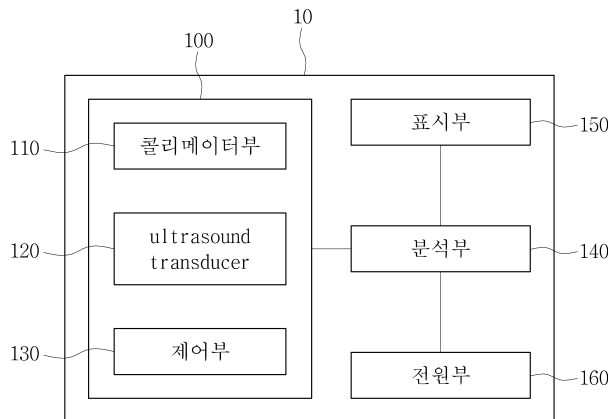 10
100
110
콜리메이터부
표시부
150
120
ultrasound
transducer
분석부
140
130
제어부
전원부
160